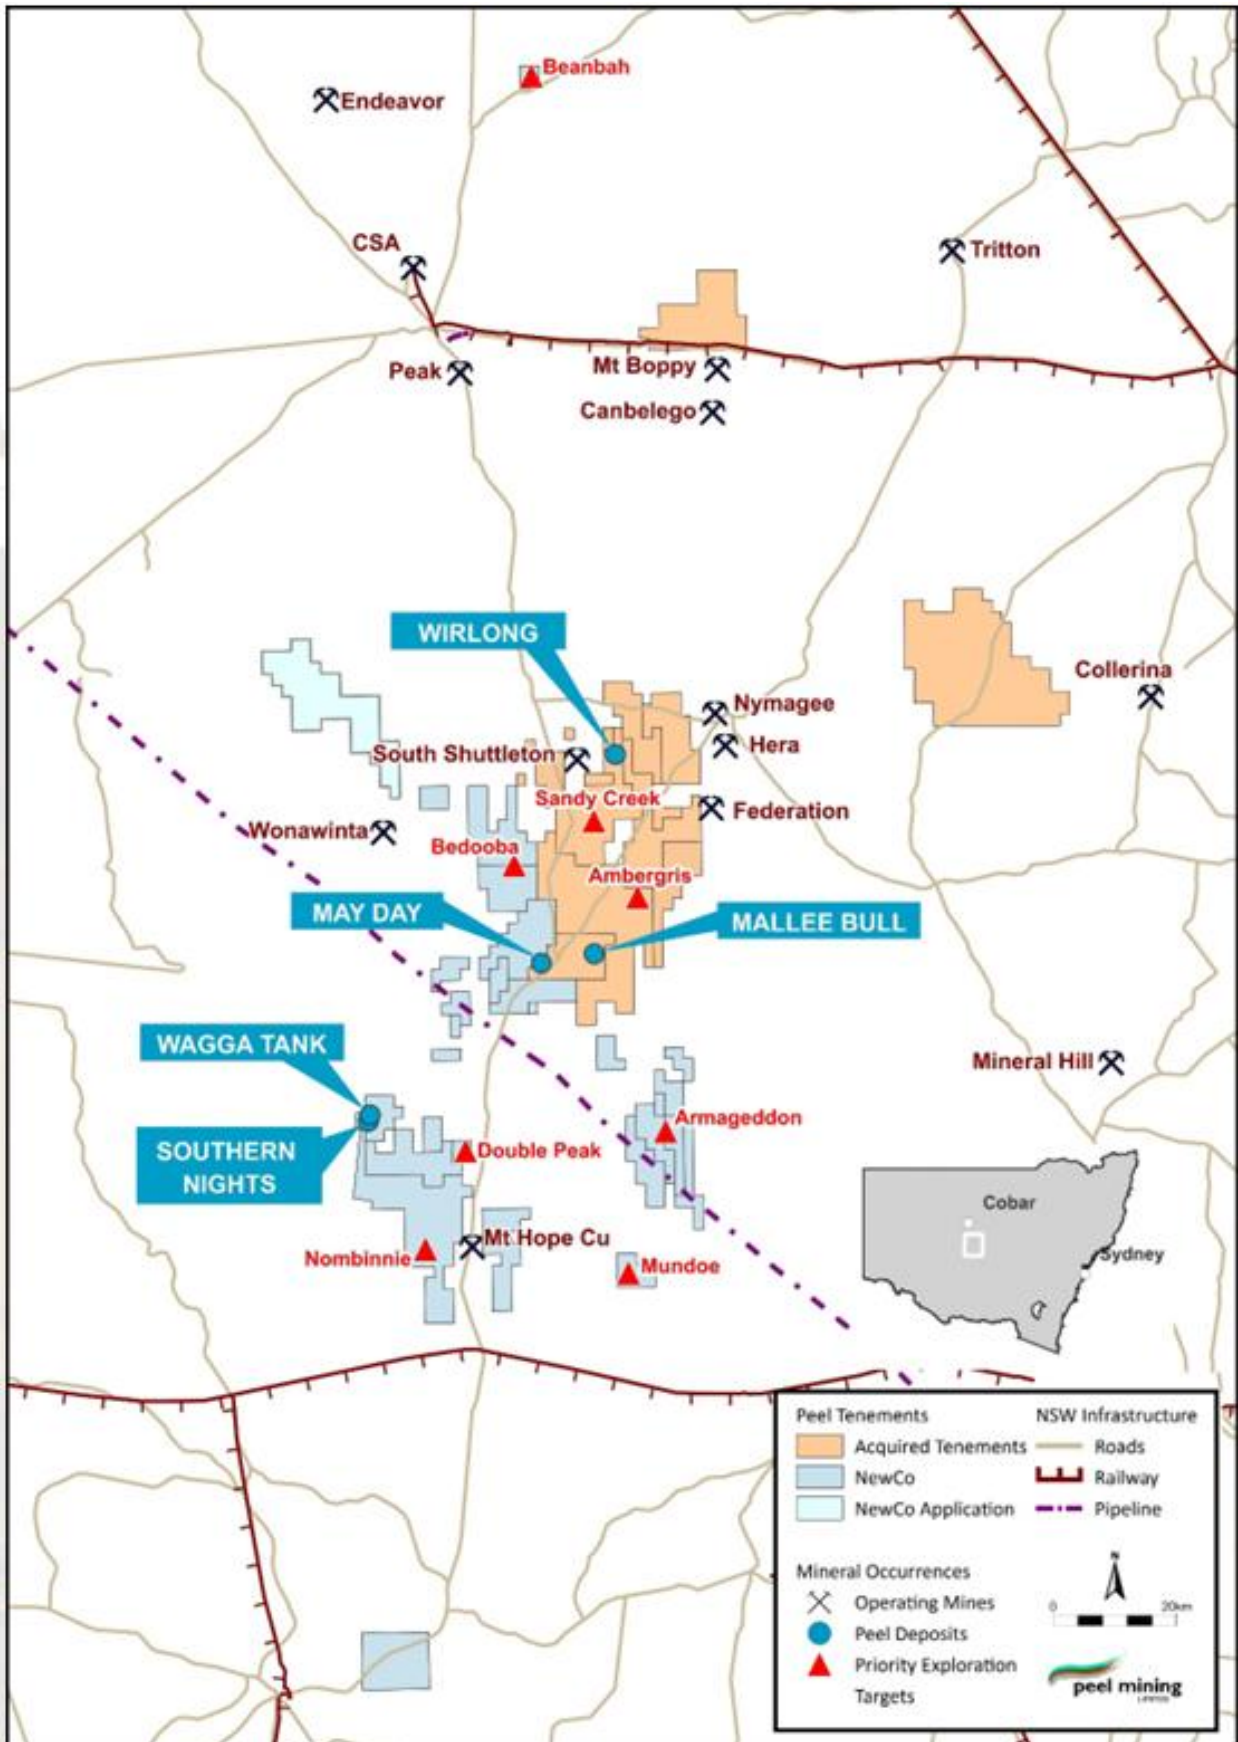 Beanbah
Endeavor
CSA
Tritton
Peak
Mt Boppy
Canbelego
WIRLONG
Collerina
Nymagee
South Shuttleton
Hera
Sandy Creek
Federation
Wonawinta
Bedooba
Ambergris
MAY DAY
MALLEE BULL
WAGGA TANK
Mineral Hill
Armageddon
SOUTHERN
NIGHTS
Double Peak
Cobar
Mt Hope Cu
Sydney
Nombinnie
Mundoe
Peel Tenements
Acquired Tenements
NewCo
NewCo Application
NSW Infrastructure
Roads
Railway
Pipeline
Mineral Occurrences
Operating Mines
Peel Deposits
Priority Exploration
Targets
N
0 20km
peel mining
LIMITED